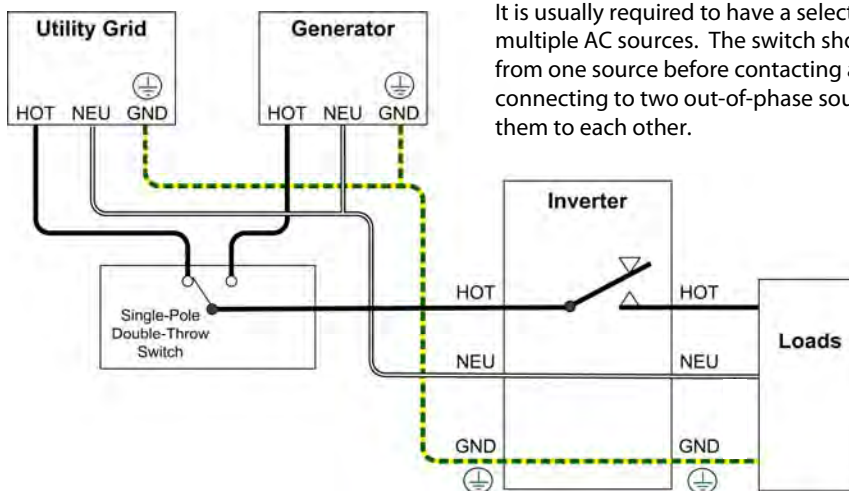 It is usually required to have a select
multiple AC sources. The switch sho
from one source before contacting
connecting to two out-of-phase sou
them to each other.
Utility Grid
HOT NEU GND
Generator
HOT NEU GND
Single-Pole
Double-Throw
Switch
Inverter
HOT
HOT
NEU
NEU
GND
GND
Loads